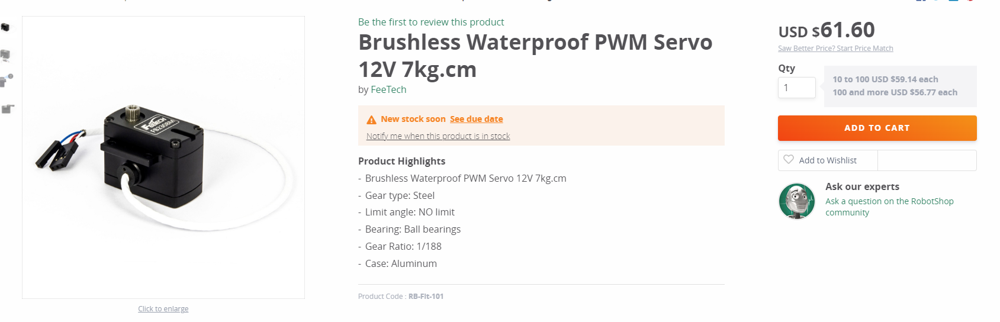 Be the first to review this product
Brushless Waterproof PWM Servo
12V 7kg.cm
by FeeTech
New stock soon See due date
Notify me when this product is in stock
Product Highlights
- Brushless Waterproof PWM Servo 12V 7kg.cm
- Gear type: Steel
- Limit angle: NO limit
- Bearing: Ball bearings
- Gear Ratio: 1/188
- Case: Aluminum
Product Code : RB-Flt-101
FEETECH
FB2308M
Click to enlarge
USD $61.60
Saw Better Price? Start Price Match
Qty
1
10 to 100 USD $59.14 each
100 and more USD $56.77 each
ADD TO CART
Add to Wishlist
Ask our experts
Ask a question on the RobotShop
community